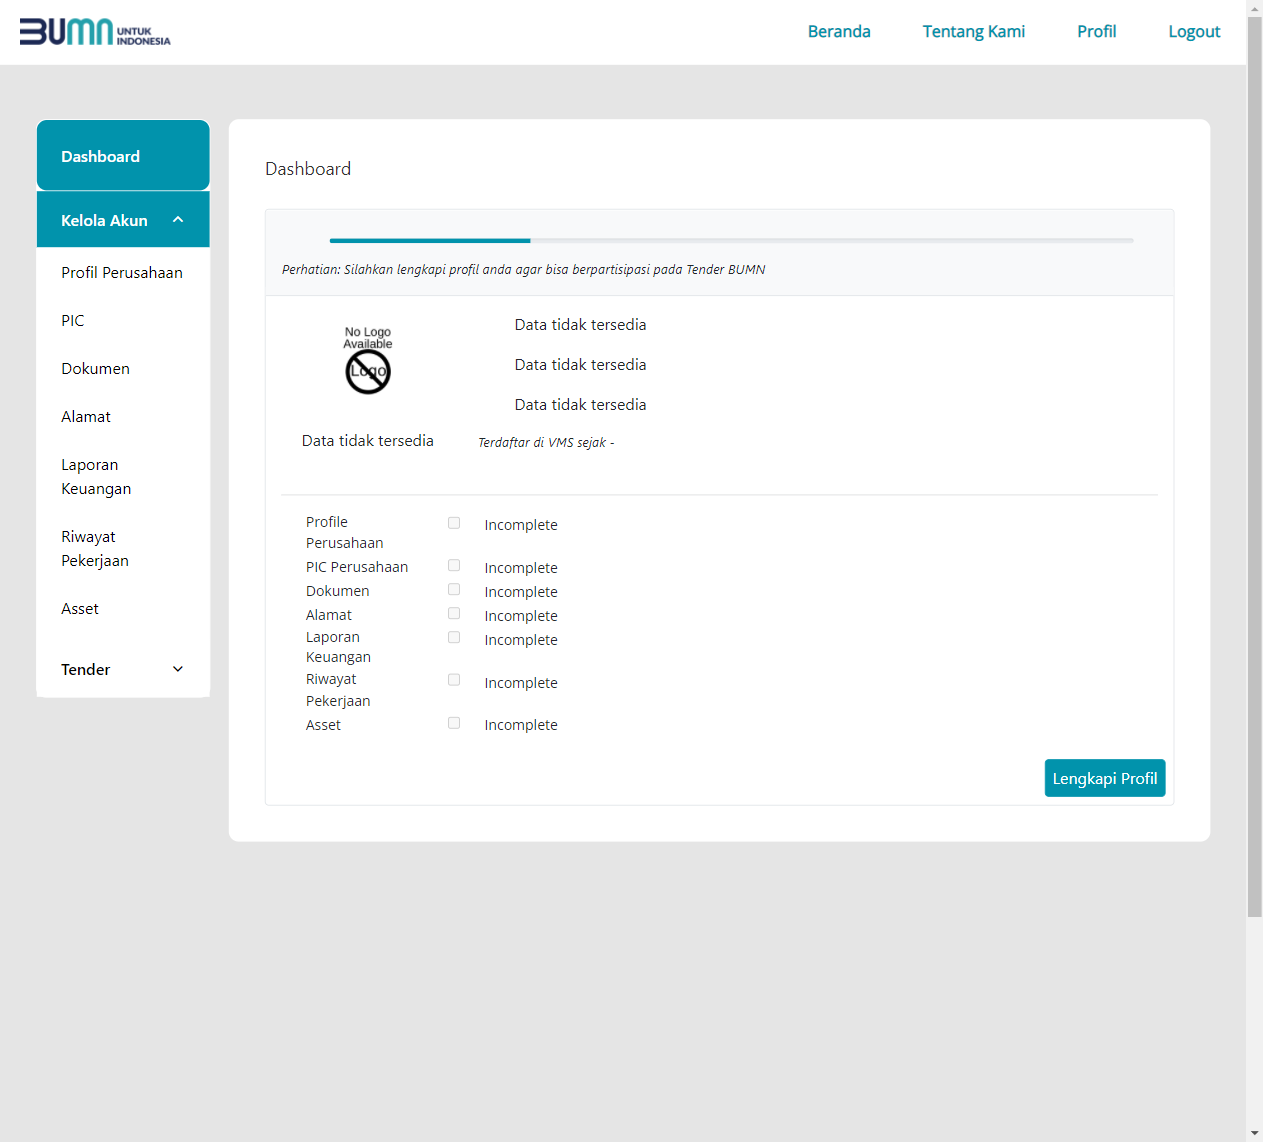 BUMN UNTUK INDONESIA
Beranda Tentang Kami Profil Logout
Dashboard
Kelola Akun
Profil Perusahaan
PIC
Dokumen
Alamat
Laporan
Keuangan
Riwayat
Pekerjaan
Asset
Tender
Dashboard
Perhatian: Silahkan lengkapi profil anda agar bisa berpartisipasi pada Tender BUMN
No Logo
Available
Logo
Data tidak tersedia
Data tidak tersedia
Data tidak tersedia
Data tidak tersedia
Terdaftar di VMS sejak -
Profile
Perusahaan
Incomplete
PIC Perusahaan Incomplete
Dokumen Incomplete
Alamat Incomplete
Laporan
Keuangan
Incomplete
Riwayat
Pekerjaan
Incomplete
Asset Incomplete
Lengkapi Profil